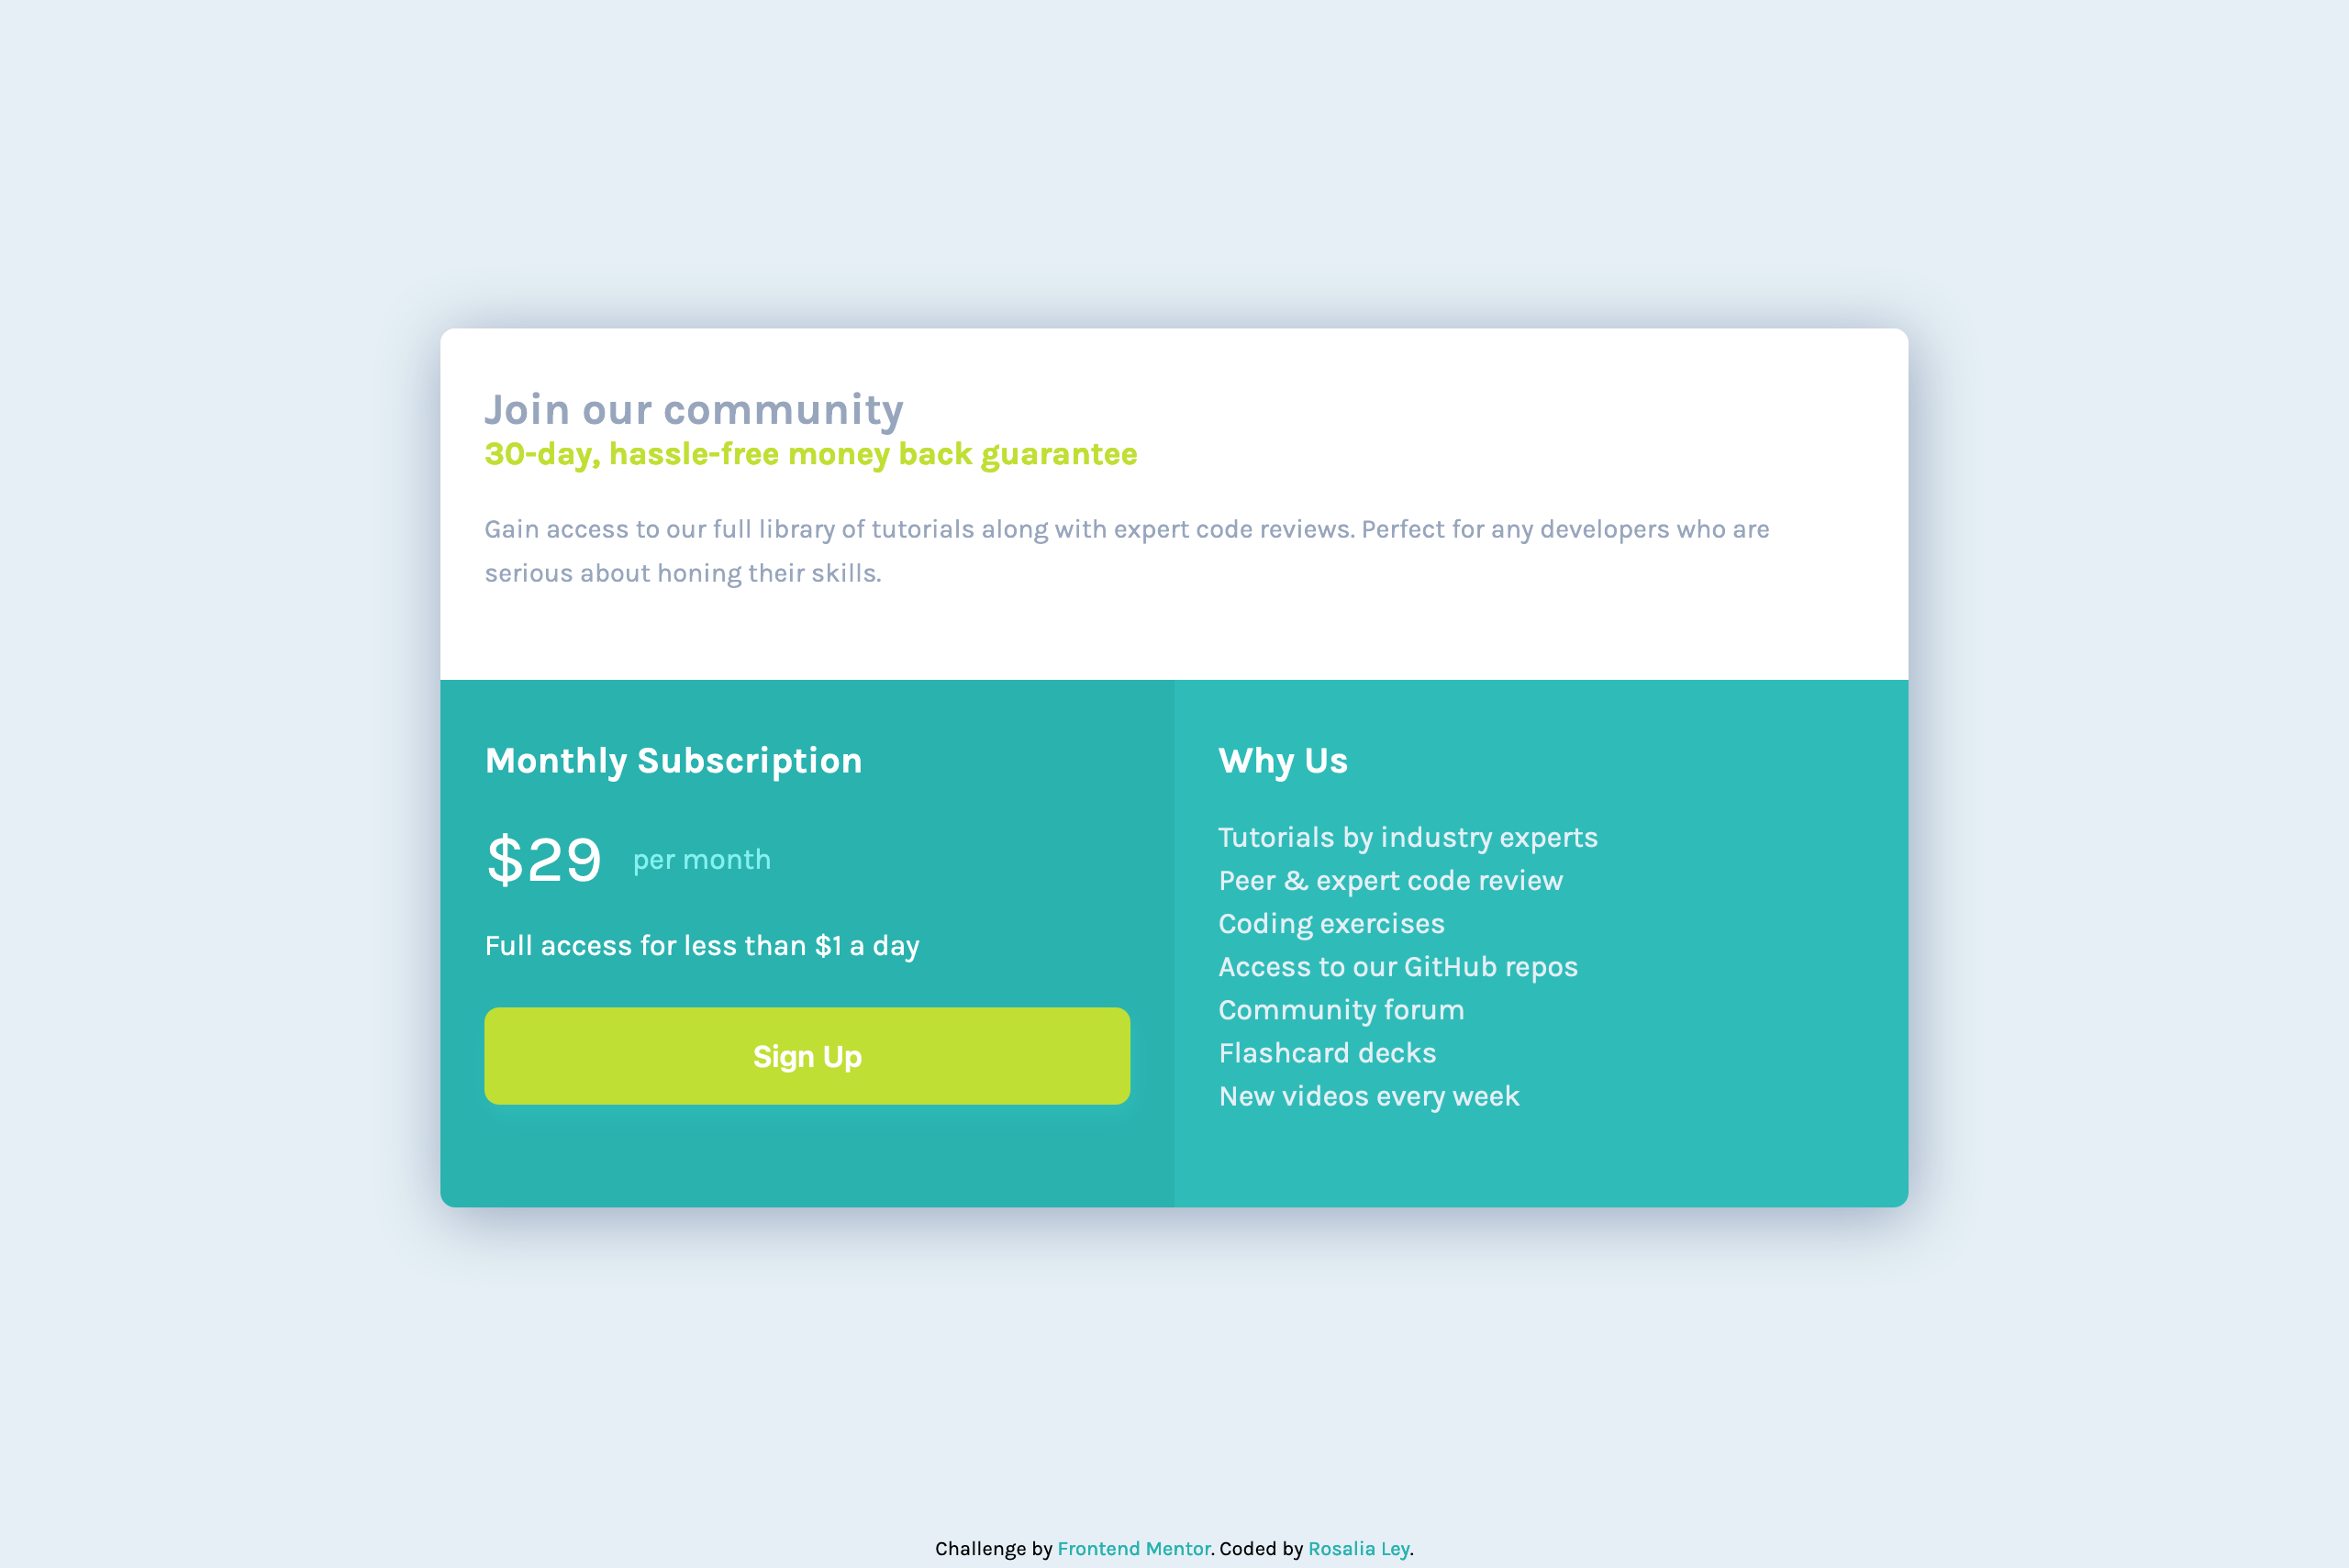 Join our community
30-day, hassle-free money back guarantee
Gain access to our full library of tutorials along with expert code reviews. Perfect for any developers who are
serious about honing their skills.
Monthly Subscription
$29 per month
Full access for less than $1 a day
Sign Up
Why Us
Tutorials by industry experts
Peer & expert code review
Coding exercises
Access to our GitHub repos
Community forum
Flashcard decks
New videos every week
Challenge by Frontend Mentor. Coded by Rosalia Ley.